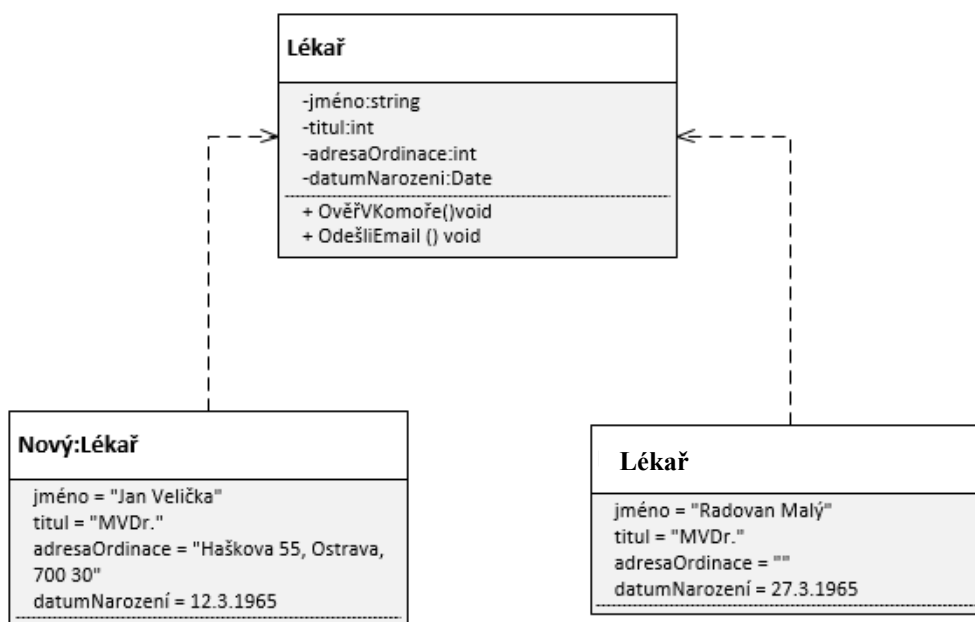 Lékař
-jméno:string
-titul:int
-adresaOrdinace:int
-datumNarozeni:Date
+ OvěřVKomoře()void
+ OdešliEmail () void
Nový:Lékař
jméno = "Jan Velička"
titul = "MVDr."
adresaOrdinace = "Haškova 55, Ostrava,
700 30"
datumNarození = 12.3.1965
Lékař
jméno = "Radovan Malý"
titul = "MVDr."
adresaOrdinace = ""
datumNarození = 27.3.1965